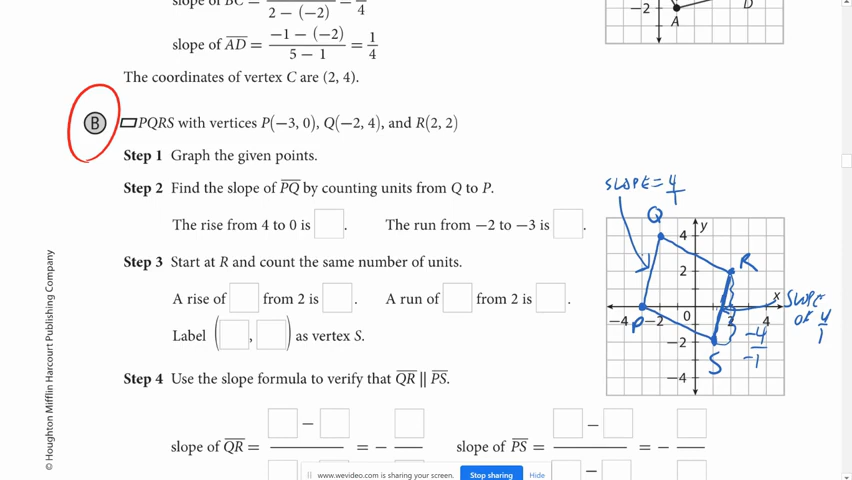 slope of BC = 2 − (−2) = 4
slope of AD = −1 − (−2) / 5 − 1 = 1/4
−2
A
D
The coordinates of vertex C are (2, 4).
B ▱PQRS with vertices P(−3, 0), Q(−2, 4), and R(2, 2)
Step 1 Graph the given points.
Step 2 Find the slope of PQ by counting units from Q to P.
The rise from 4 to 0 is □. The run from −2 to −3 is □.
Step 3 Start at R and count the same number of units.
A rise of □ from 2 is □. A run of □ from 2 is □.
Label (□, □) as vertex S.
Step 4 Use the slope formula to verify that QR || PS.
slope of QR = □ − □ / □ □ = − □ / □ slope of PS = □ − □ / □ − □ = − □ / □
SLOPE = 4/1
Q
y
4
R
2
x
SLOPE OF 4/1
−4 −2 0 2 4
P
−2
−4/−1
S
−4
© Houghton Mifflin Harcourt Publishing Company
www.wevideo.com is sharing your screen. Stop sharing Hide